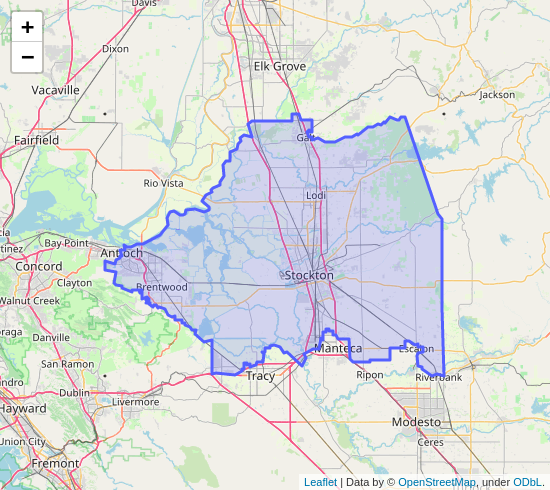 Davis
+
Dixon
−
Elk Grove
Vacaville
Jackson
Fairfield
Galt
Rio Vista
Lodi
Bay Point
Antioch
tinez
Concord
Clayton
Stockton
Brentwood
Walnut Creek
Danville
Manteca
Escalon
San Ramon
Tracy
Ripon
Riverbank
Dublin
Livermore
Hayward
Modesto
Union City
Ceres
Fremont
Leaflet | Data by © OpenStreetMap, under ODbL.